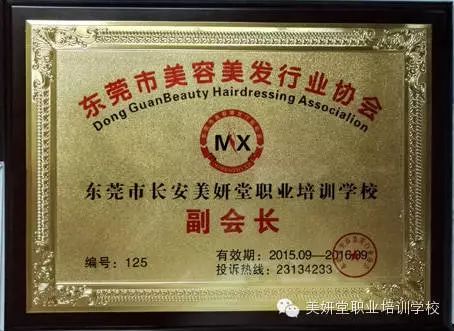 东莞市美容美发行业协会
Dong GuanBeauty Hairdressing Associalion
MX
东莞市长安美妍堂职业培训学校
副会长
编号：125
有效期：2015.09—2016.09
投诉热线：23134233
美妍堂职业培训学校